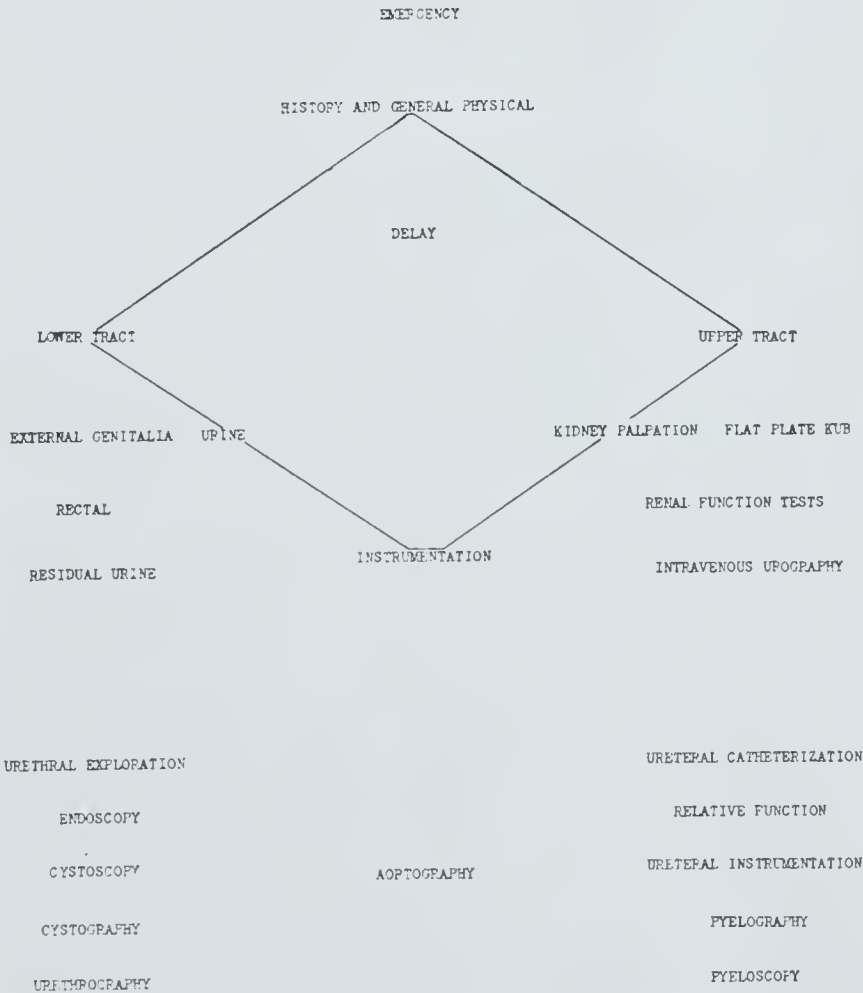 EMERGENCY
HISTORY AND GENERAL PHYSICAL
DELAY
LOWER TRACT UPPER TRACT
EXTERNAL GENITALIA URINE KIDNEY PALPATION FLAT PLATE KUB
RECTAL RENAL FUNCTION TESTS
RESIDUAL URINE INSTRUMENTATION INTRAVENOUS UROGRAPHY
URETHRAL EXPLORATION URETERAL CATHETERIZATION
ENDOSCOPY RELATIVE FUNCTION
CYSTOSCOPY AORTOGRAPHY URETERAL INSTRUMENTATION
CYSTOGRAPHY PYELOGRAPHY
URETHROGRAPHY PYELOSCOPY